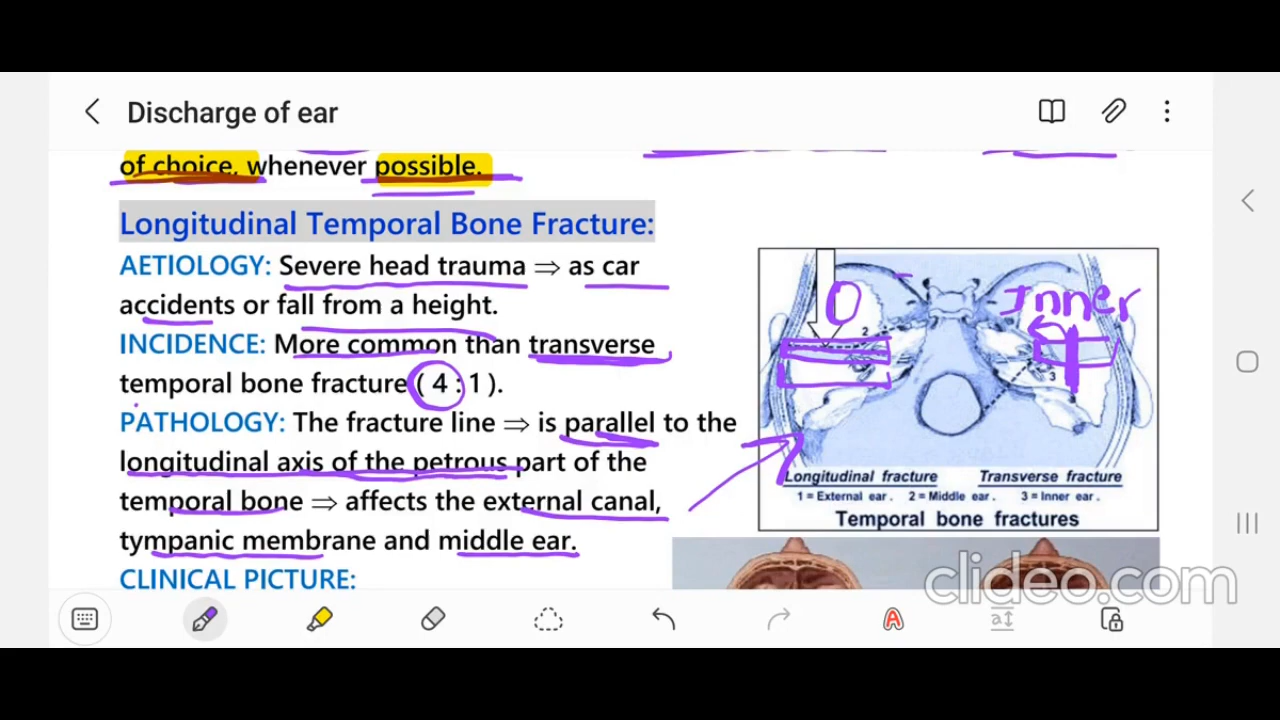 Discharge of ear
of choice, whenever possible.
Longitudinal Temporal Bone Fracture:
AETIOLOGY: Severe head trauma ⇒ as car
accidents or fall from a height.
INCIDENCE: More common than transverse
temporal bone fracture ( 4 : 1 ).
PATHOLOGY: The fracture line ⇒ is parallel to the
longitudinal axis of the petrous part of the
temporal bone ⇒ affects the external canal,
tympanic membrane and middle ear.
CLINICAL PICTURE:
O
Inner
2
3
Longitudinal fracture Transverse fracture
1 = External ear . 2 = Middle ear . 3 = Inner ear .
Temporal bone fractures
clideo.com
A
a